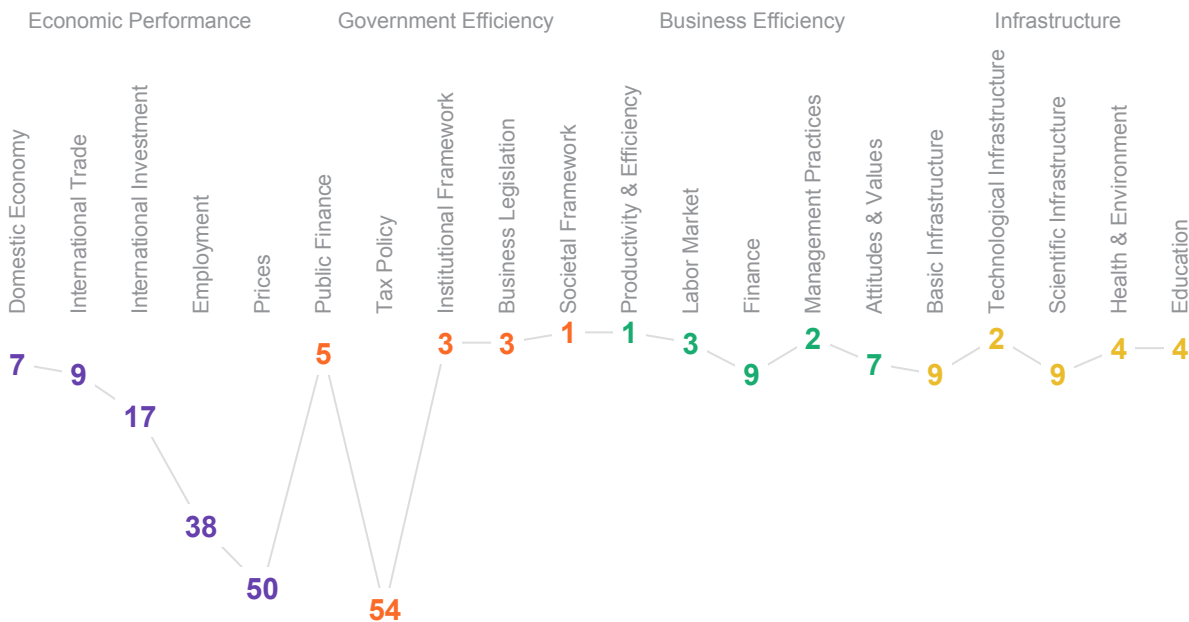 Economic Performance
Government Efficiency
Business Efficiency
Infrastructure
Domestic Economy
International Trade
International Investment
Employment
Prices
Public Finance
Tax Policy
Institutional Framework
Business Legislation
Societal Framework
Productivity & Efficiency
Labor Market
Finance
Management Practices
Attitudes & Values
Basic Infrastructure
Technological Infrastructure
Scientific Infrastructure
Health & Environment
Education
7
9
17
38
50
5
54
3
3
1
1
3
9
2
7
9
2
9
4
4